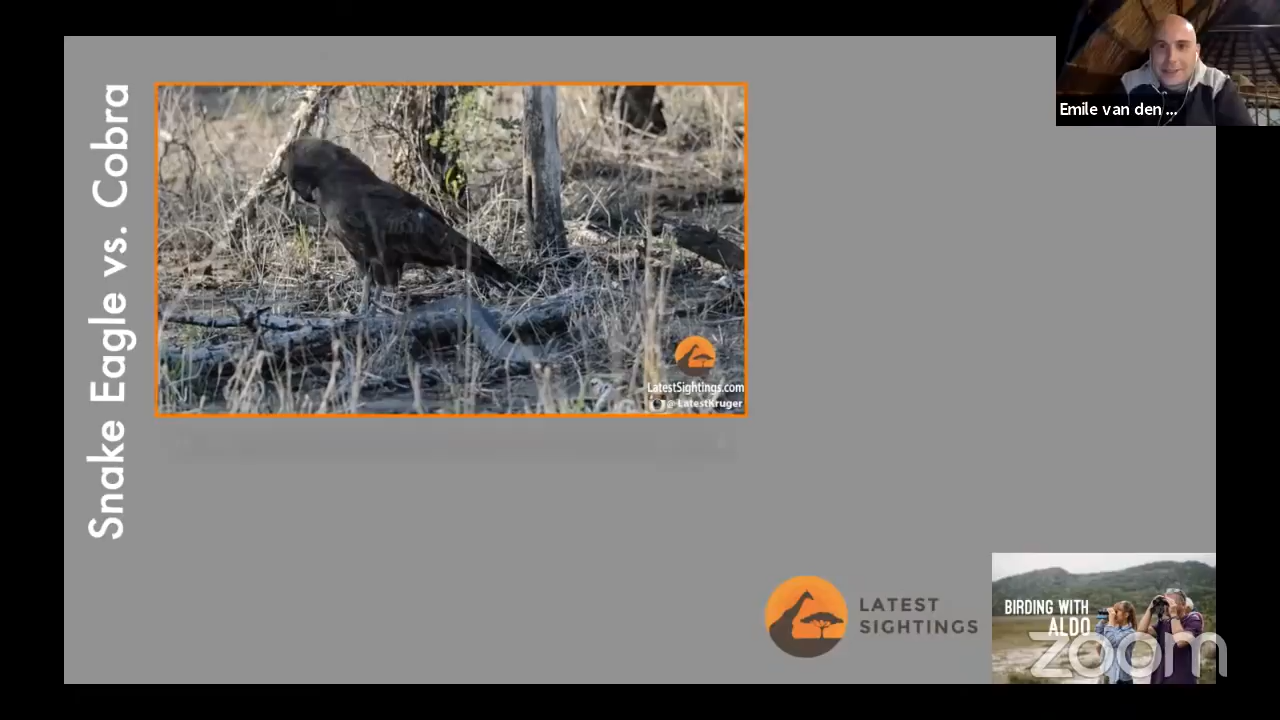 Snake Eagle vs. Cobra
Emile van den ...
LatestSightings.com
@LatestKruger
LATEST
SIGHTINGS
BIRDING WITH
ALDO
zoom